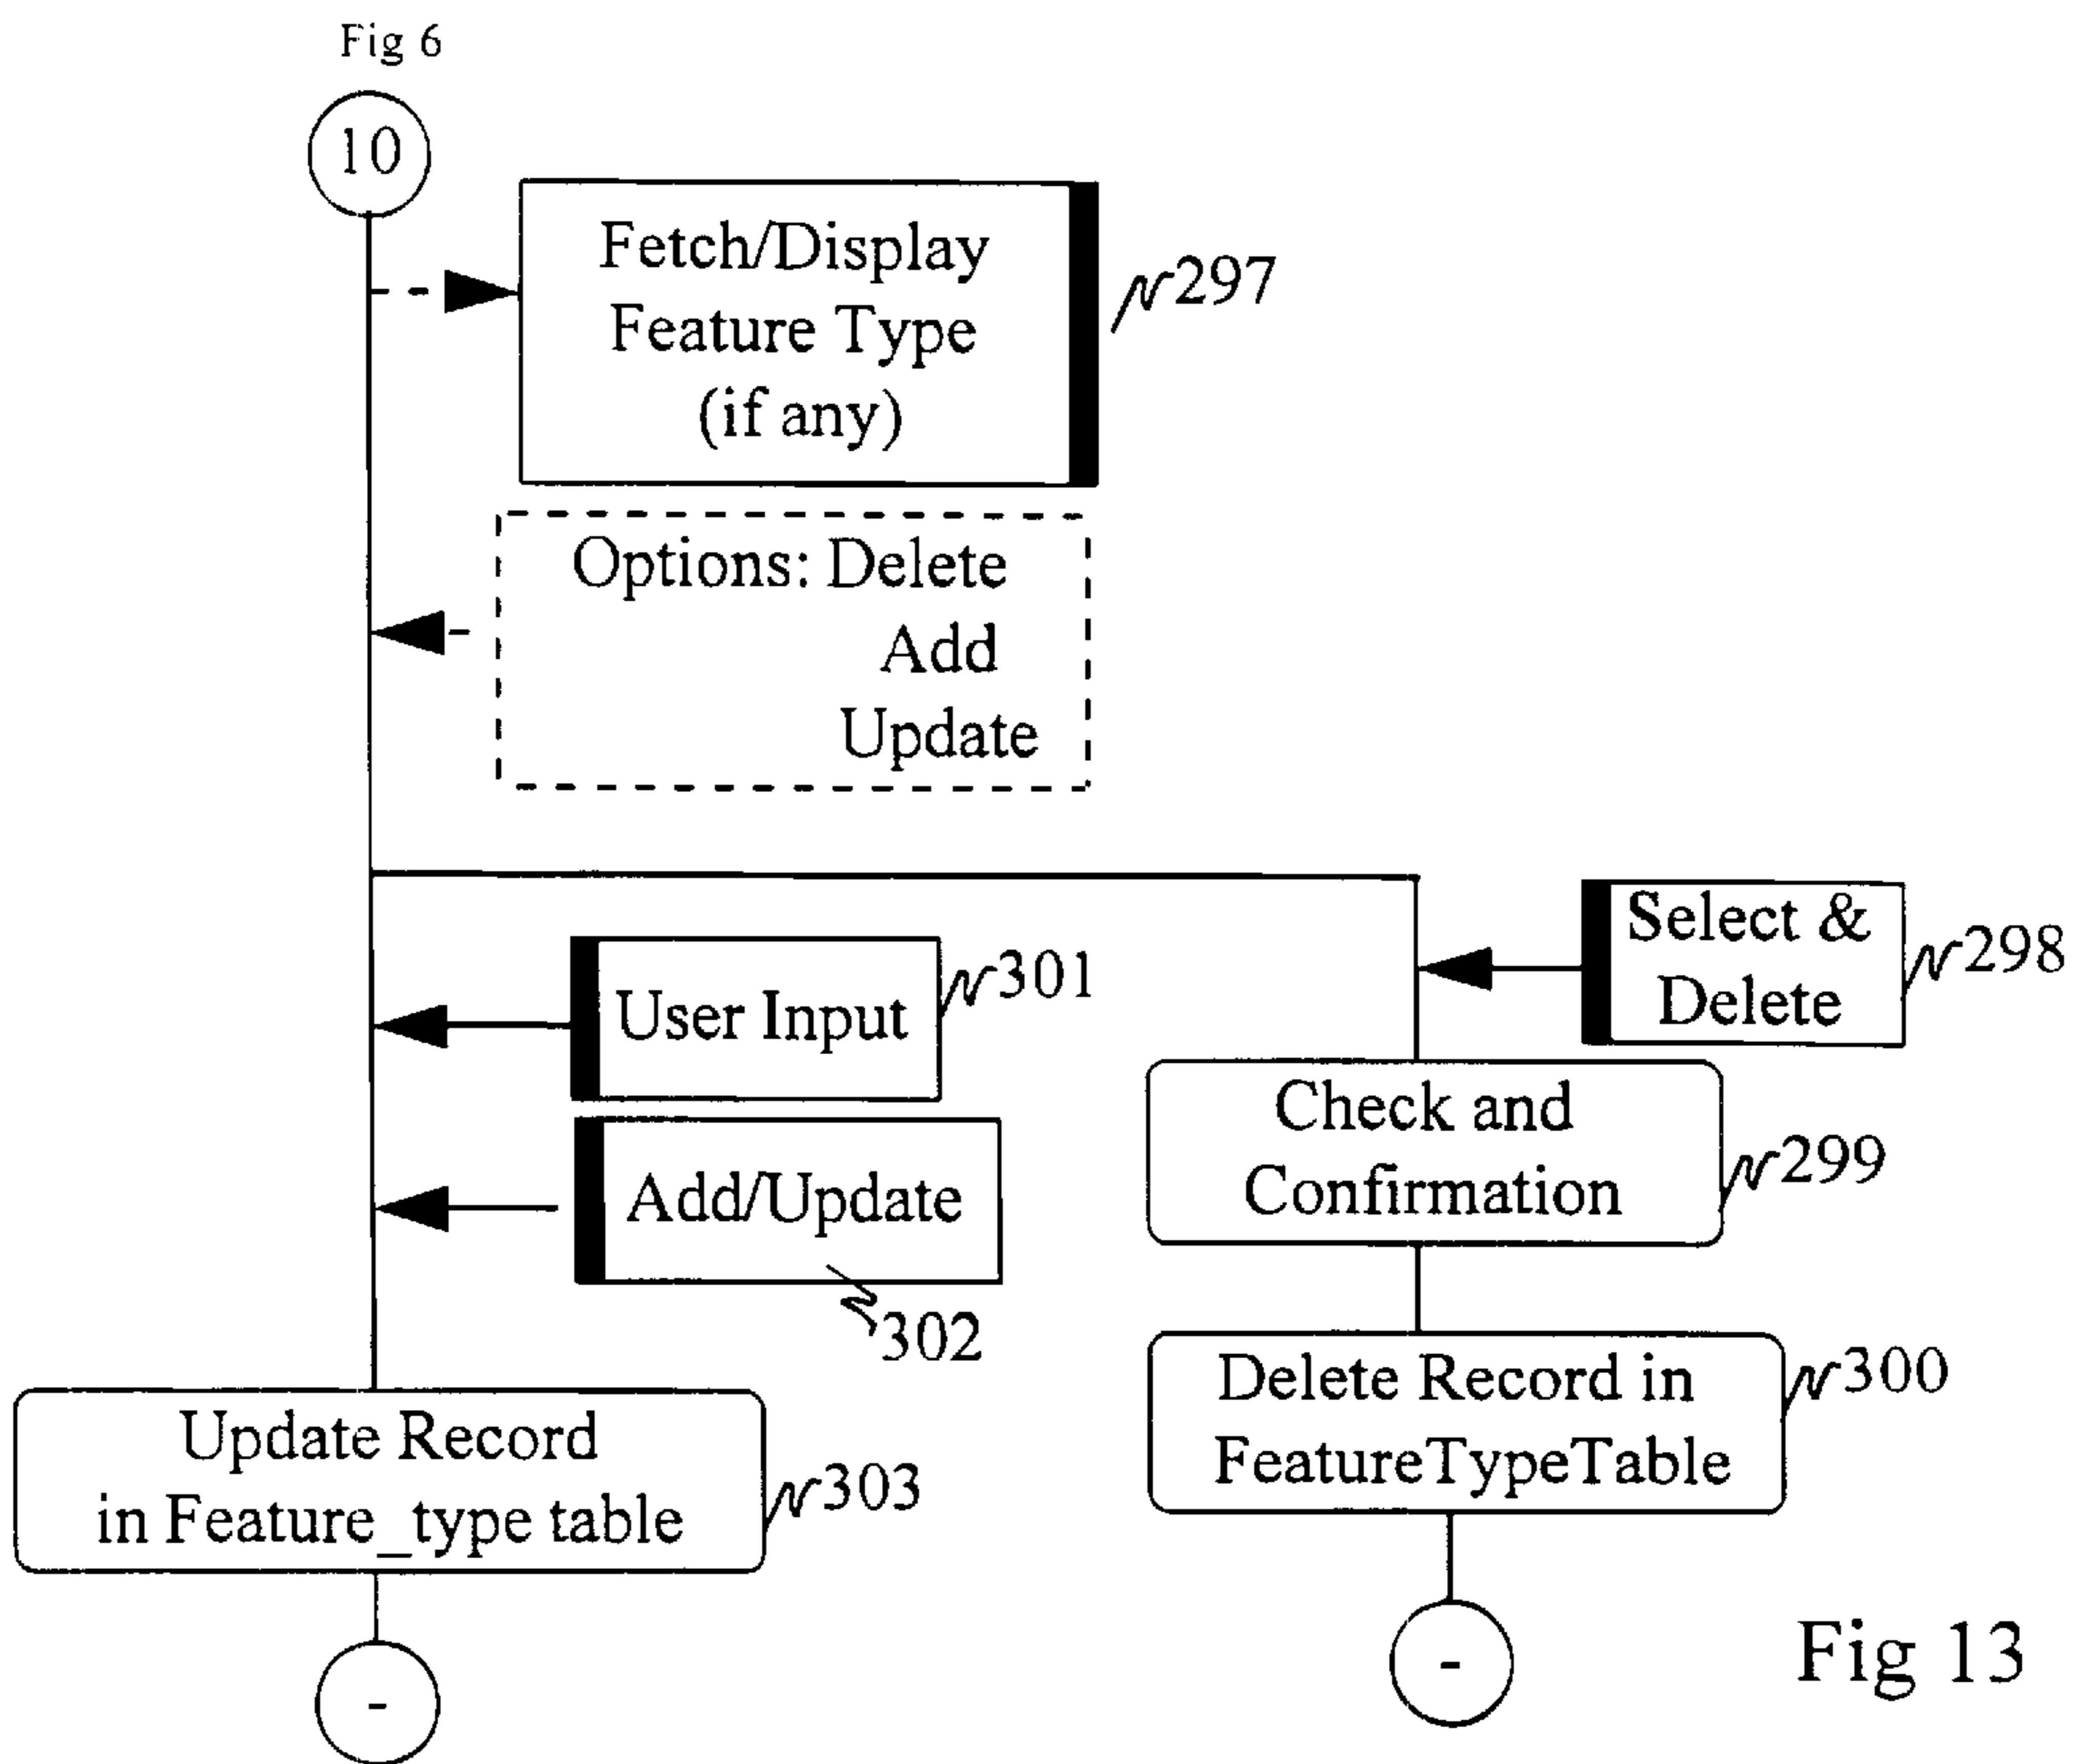 Fig 6
10
Fetch/Display
Feature Type
(if any)
297
Options: Delete
Add
Update
Select &
Delete
298
User Input
301
Check and
Confirmation
299
Add/Update
302
Delete Record in
FeatureTypeTable
300
Update Record
in Feature_type table
303
-
-
Fig 13